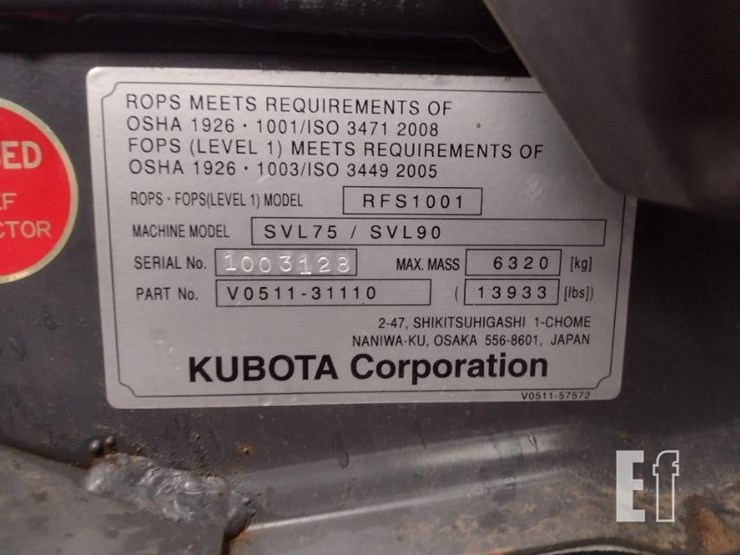 ROPS MEETS REQUIREMENTS OF
OSHA 1926・1001/ISO 3471 2008
FOPS (LEVEL 1) MEETS REQUIREMENTS OF
OSHA 1926・1003/ISO 3449 2005
ROPS・FOPS(LEVEL 1) MODEL RFS1001
MACHINE MODEL SVL75 / SVL90
SERIAL No. 1003128 MAX. MASS 6320 [kg]
PART No. V0511-31110 ( 13933 [lbs])
2-47, SHIKITSUHIGASHI 1-CHOME
NANIWA-KU, OSAKA 556-8601, JAPAN
KUBOTA Corporation
V0511-57572
Ef